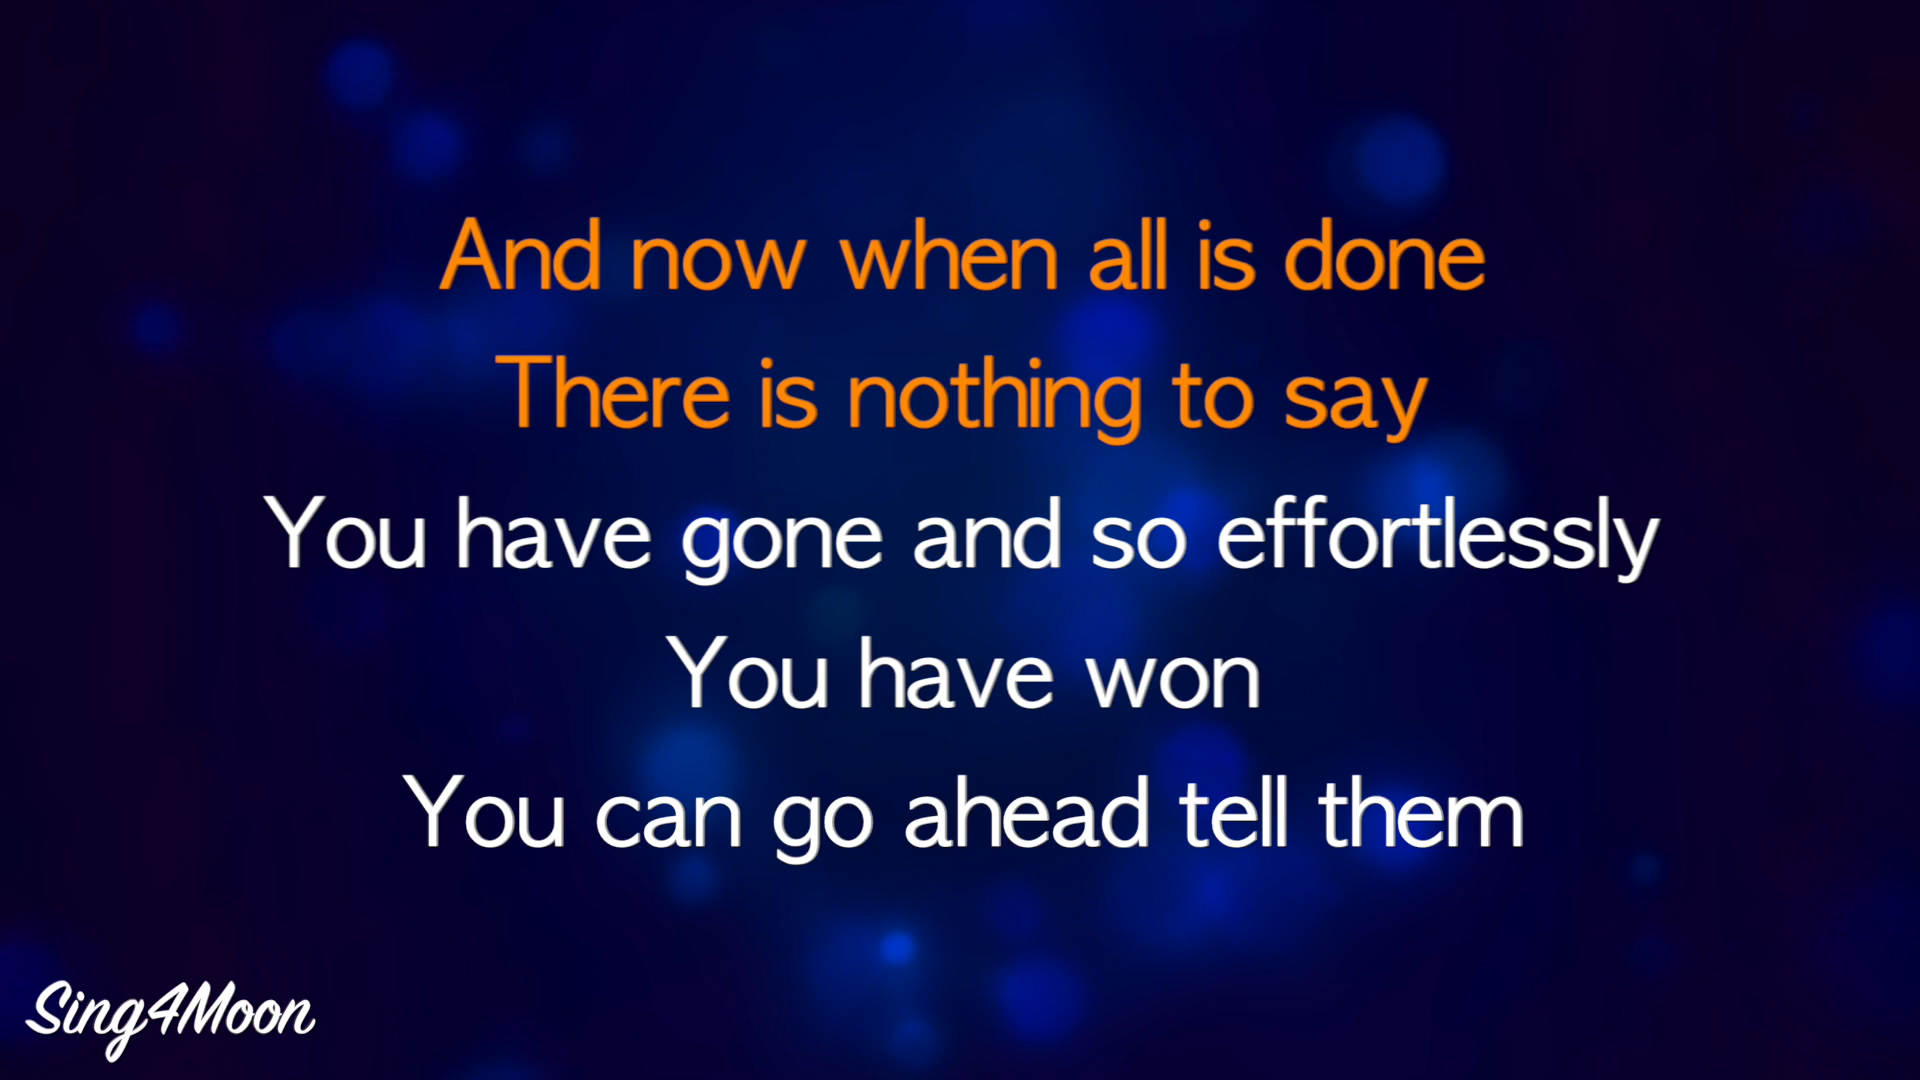 And now when all is done
There is nothing to say
You have gone and so effortlessly
You have won
You can go ahead tell them
Sing4Moon